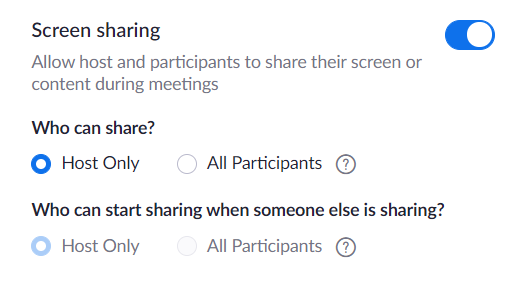 Screen sharing
Allow host and participants to share their screen or
content during meetings
Who can share?
Host Only All Participants ?
Who can start sharing when someone else is sharing?
Host Only All Participants ?